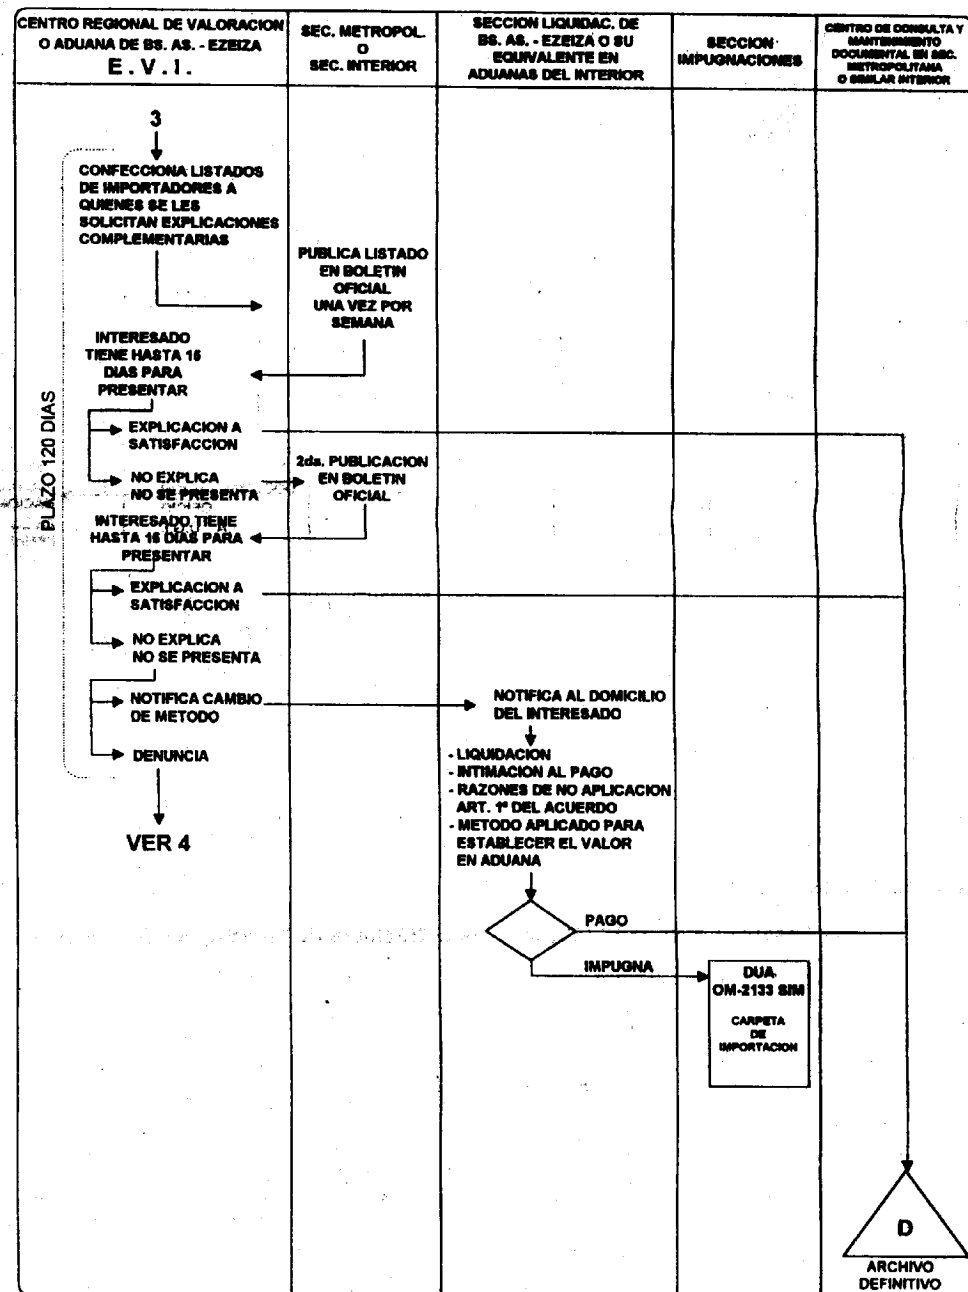 CENTRO REGIONAL DE VALORACION
O ADUANA DE BS. AS. - EZEIZA
E.V.I.
SEC. METROPOL.
O
SEC. INTERIOR
SECCION LIQUIDAC. DE
BS. AS. - EZEIZA O SU
EQUIVALENTE EN
ADUANAS DEL INTERIOR
SECCION
IMPUGNACIONES
CENTRO DE CONSULTA Y
MANTENIMIENTO
DOCUMENTAL EN SEC.
METROPOLITANA
O SIMILAR INTERIOR
3
CONFECCIONA LISTADOS
DE IMPORTADORES A
QUIENES SE LES
SOLICITAN EXPLICACIONES
COMPLEMENTARIAS
PUBLICA LISTADO
EN BOLETIN
OFICIAL
UNA VEZ POR
SEMANA
INTERESADO
TIENE HASTA 15
DIAS PARA
PRESENTAR
PLAZO 120 DIAS
EXPLICACION A
SATISFACCION
NO EXPLICA
NO SE PRESENTA
2da. PUBLICACION
EN BOLETIN
OFICIAL
INTERESADO TIENE
HASTA 15 DIAS PARA
PRESENTAR
EXPLICACION A
SATISFACCION
NO EXPLICA
NO SE PRESENTA
NOTIFICA CAMBIO
DE METODO
DENUNCIA
VER 4
NOTIFICA AL DOMICILIO
DEL INTERESADO
- LIQUIDACION
- INTIMACION AL PAGO
- RAZONES DE NO APLICACION
ART. 1º DEL ACUERDO
- METODO APLICADO PARA
ESTABLECER EL VALOR
EN ADUANA
PAGO
IMPUGNA
DUA
OM-2133 SIM
CARPETA
DE
IMPORTACION
D
ARCHIVO
DEFINITIVO